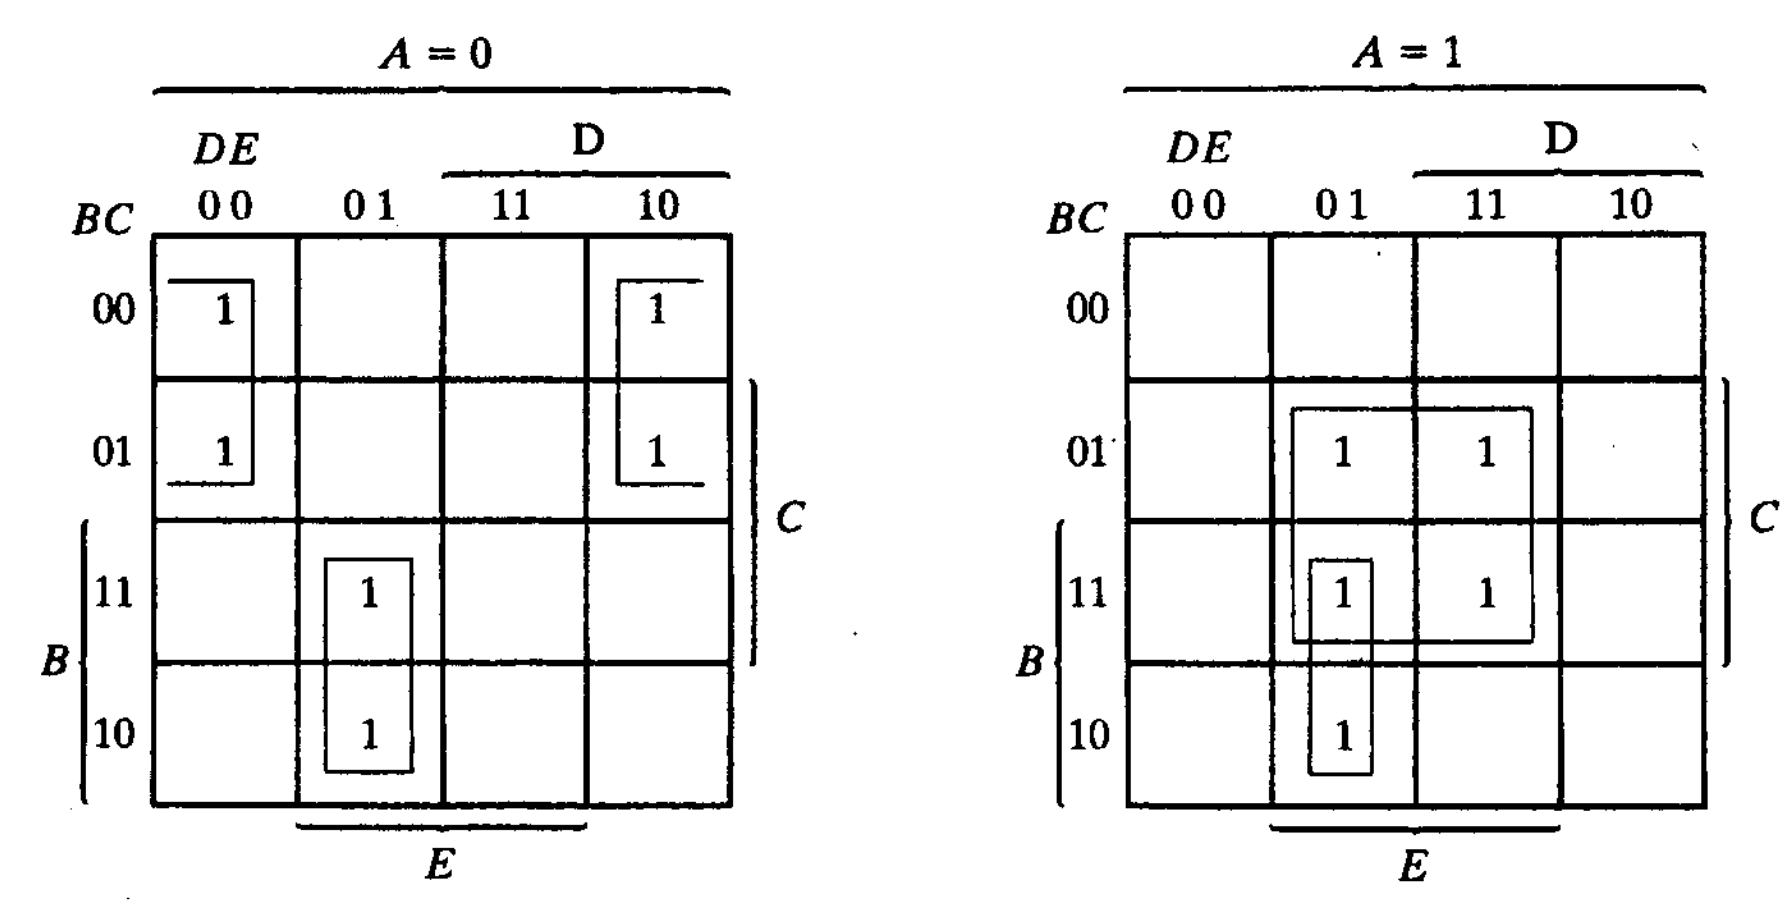 A = 0
D
DE
BC 00 01 11 10
00 1 1
01 1 1
C
11 1
B
10 1
E
A = 1
D
DE
BC 00 01 11 10
00
01 1 1
C
11 1 1
B
10 1
E